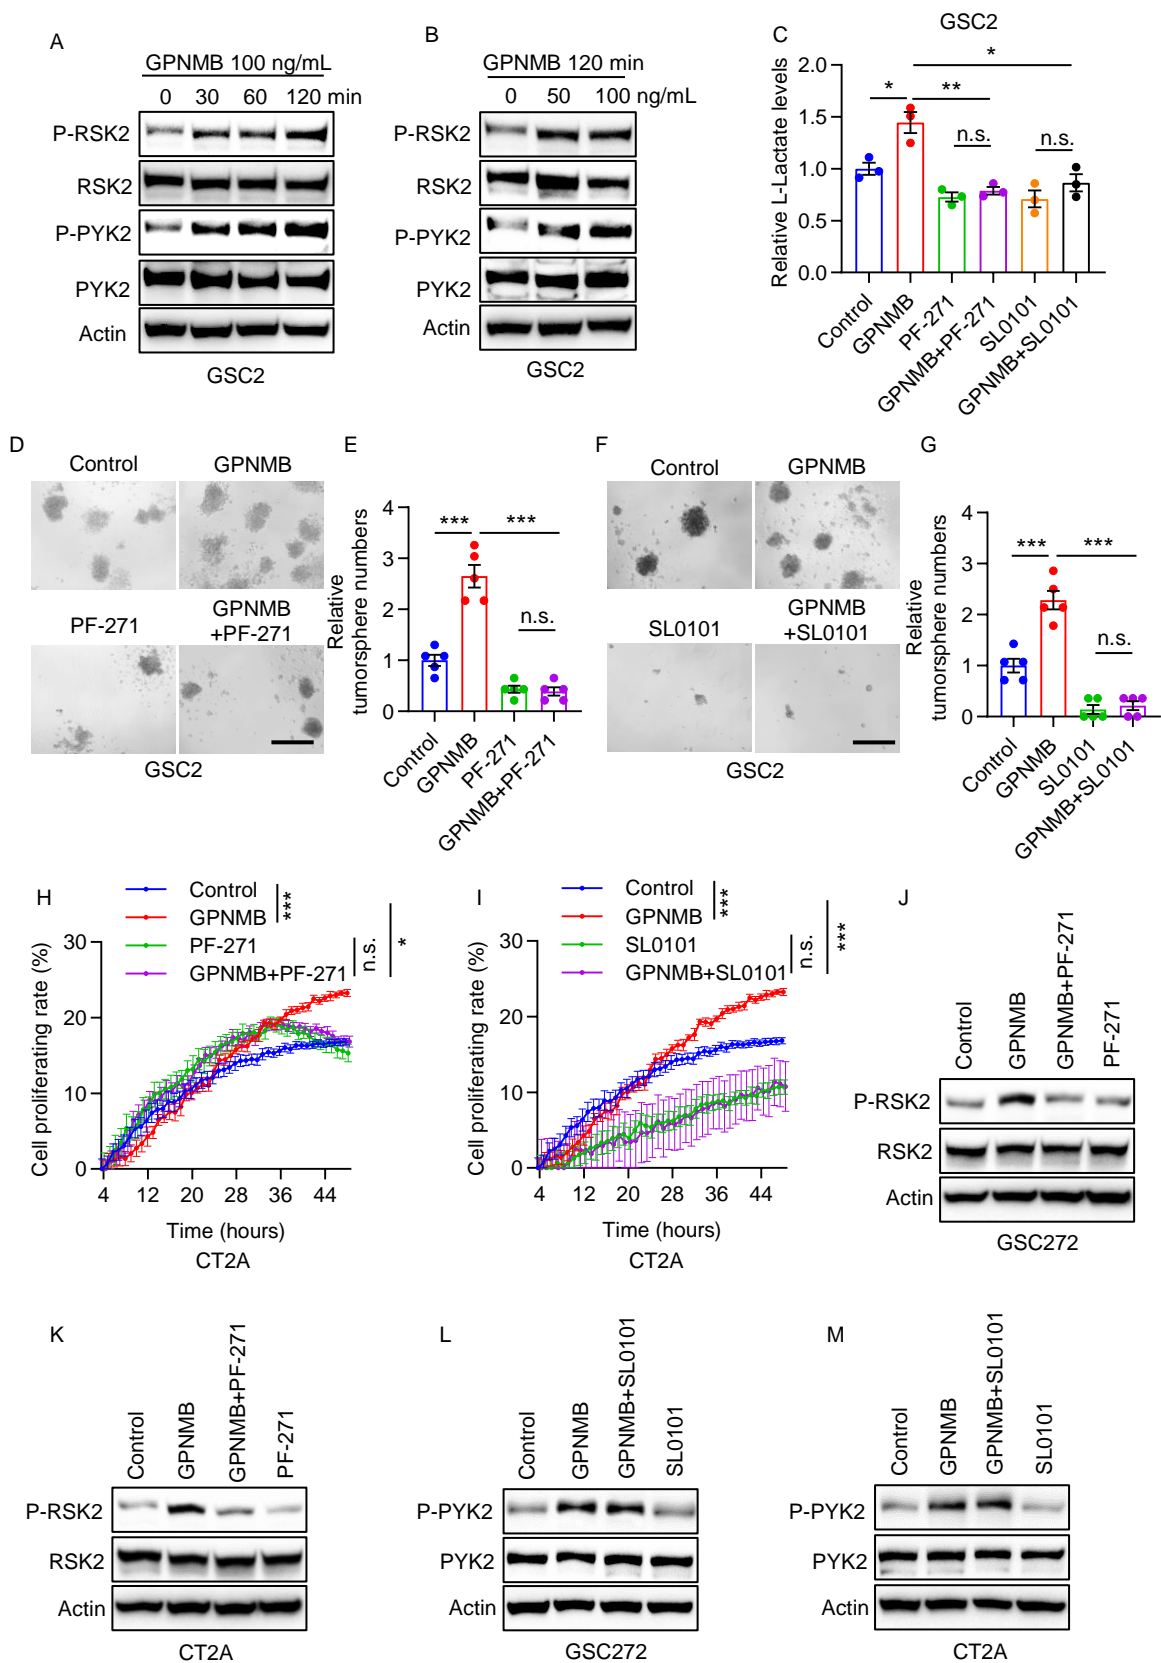 A
GPNMB 100 ng/mL
0 30 60 120 min
P-RSK2
RSK2
P-PYK2
PYK2
Actin
GSC2
B
GPNMB 120 min
0 50 100 ng/mL
P-RSK2
RSK2
P-PYK2
PYK2
Actin
GSC2
C
GSC2
Relative L-Lactate levels
2.0
1.5
1.0
0.5
0.0
*
* **
n.s. n.s.
Control
GPNMB
PF-271
GPNMB+PF-271
SL0101
GPNMB+SL0101
D
Control GPNMB
PF-271 GPNMB
+PF-271
GSC2
E
Relative
tumorsphere numbers
4
3
2
1
0
*** ***
n.s.
Control
GPNMB
PF-271
GPNMB+PF-271
F
Control GPNMB
SL0101 GPNMB
+SL0101
GSC2
G
Relative
tumorsphere numbers
4
3
2
1
0
*** ***
n.s.
Control
GPNMB
SL0101
GPNMB+SL0101
H
Control
GPNMB
PF-271
GPNMB+PF-271
***
n.s.
*
Cell proliferating rate (%)
30
20
10
0
4 12 20 28 36 44
Time (hours)
CT2A
I
Control
GPNMB
SL0101
GPNMB+SL0101
***
n.s.
***
Cell proliferating rate (%)
30
20
10
0
4 12 20 28 36 44
Time (hours)
CT2A
J
Control
GPNMB
GPNMB+PF-271
PF-271
P-RSK2
RSK2
Actin
GSC272
K
Control
GPNMB
GPNMB+PF-271
PF-271
P-RSK2
RSK2
Actin
CT2A
L
Control
GPNMB
GPNMB+SL0101
SL0101
P-PYK2
PYK2
Actin
GSC272
M
Control
GPNMB
GPNMB+SL0101
SL0101
P-PYK2
PYK2
Actin
CT2A